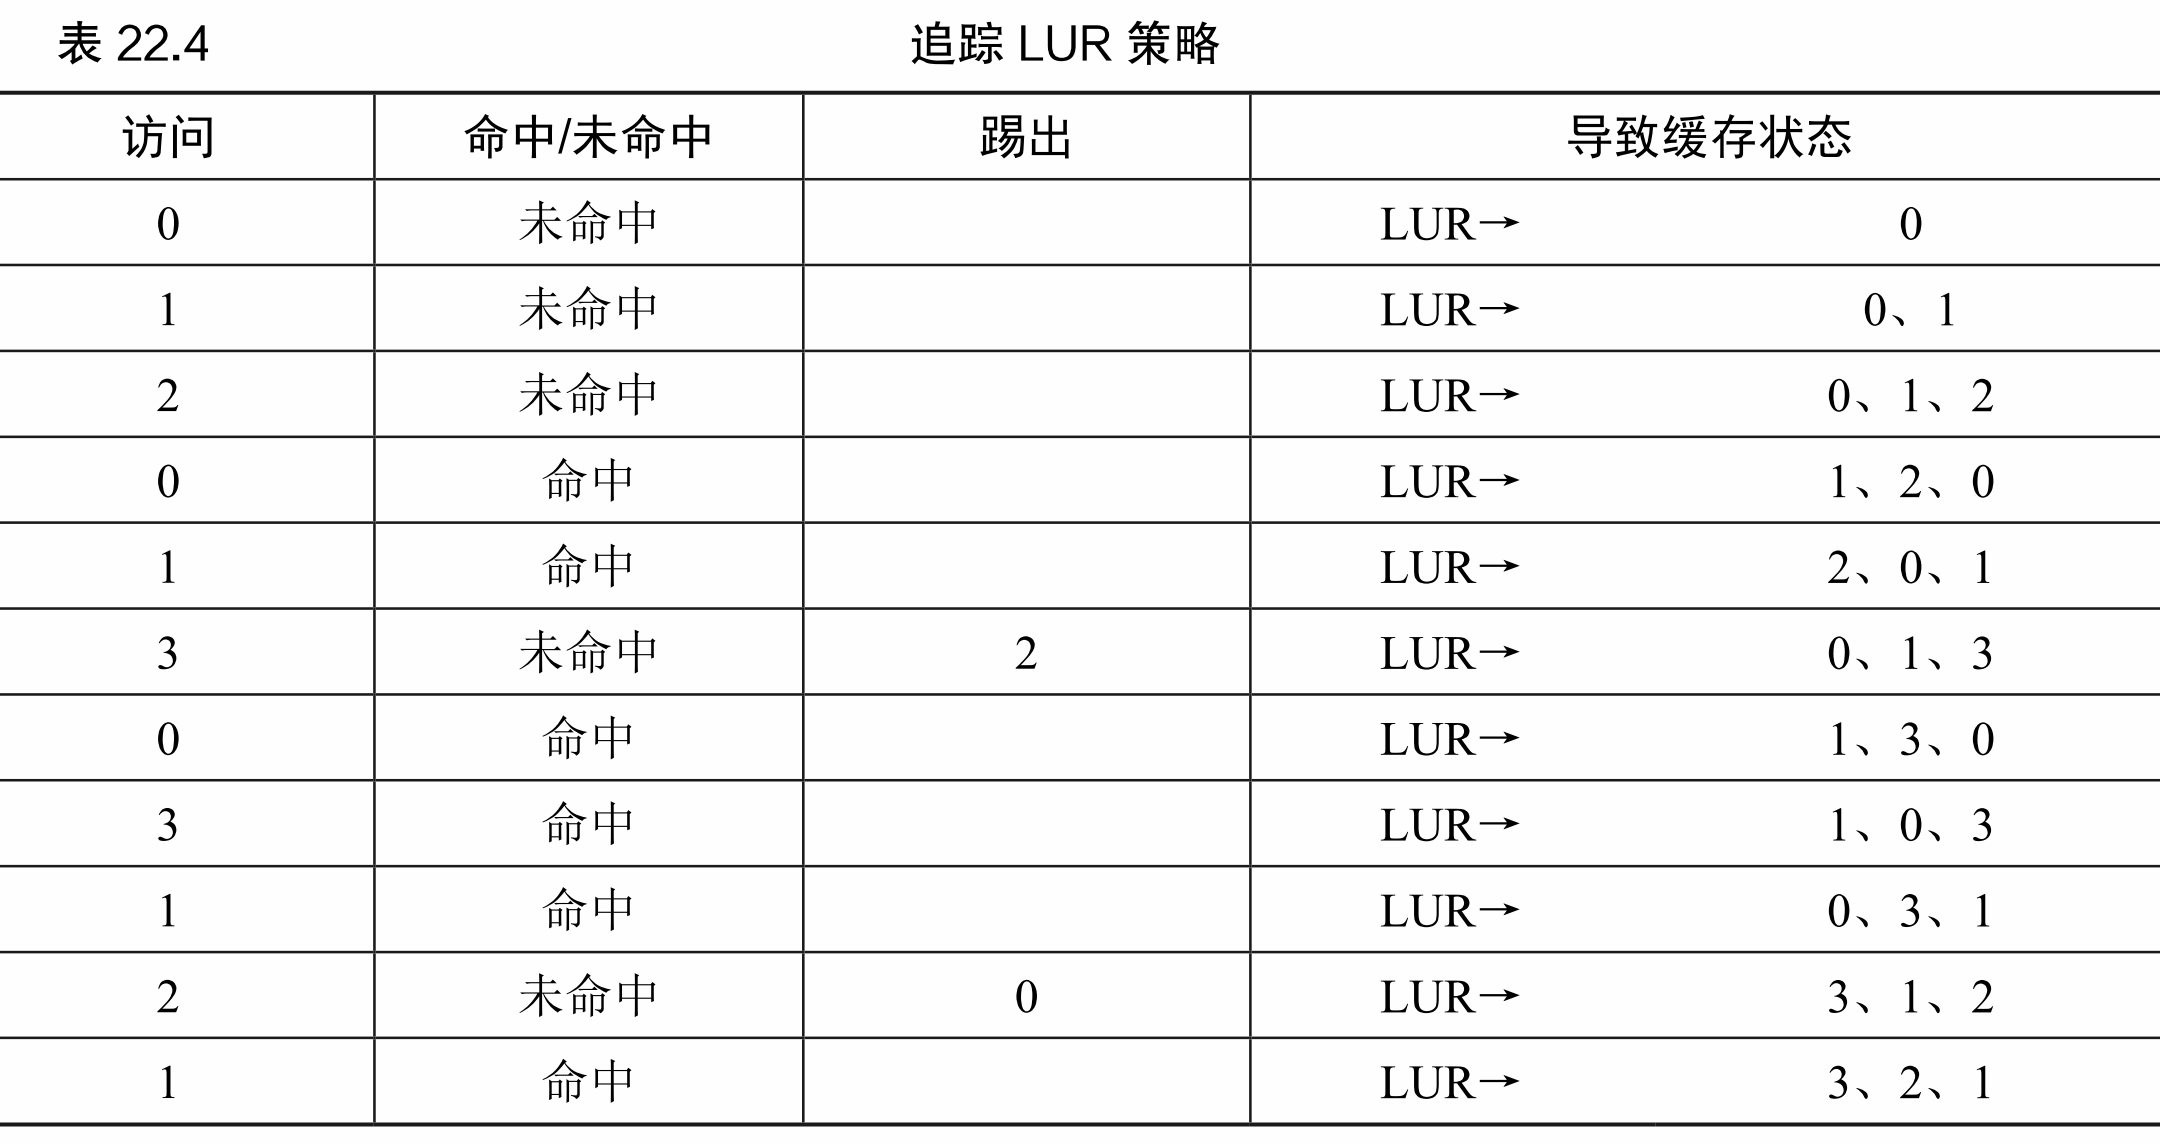 表 22.4 追踪 LUR 策略
访问 命中/未命中 踢出 导致缓存状态
0 未命中 LUR→ 0
1 未命中 LUR→ 0、1
2 未命中 LUR→ 0、1、2
0 命中 LUR→ 1、2、0
1 命中 LUR→ 2、0、1
3 未命中 2 LUR→ 0、1、3
0 命中 LUR→ 1、3、0
3 命中 LUR→ 1、0、3
1 命中 LUR→ 0、3、1
2 未命中 0 LUR→ 3、1、2
1 命中 LUR→ 3、2、1